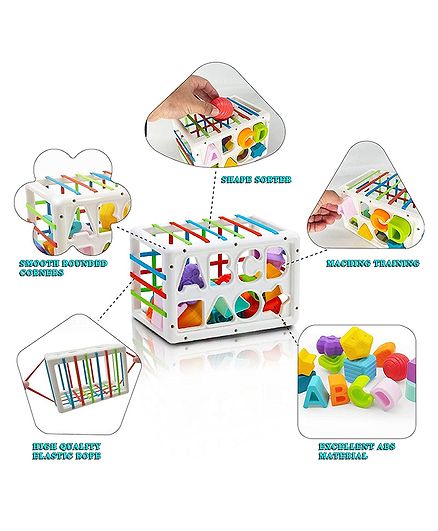 SHAPE SORTER
SMOOTH ROUNDED
CORNERS
MACHING TRAINING
HIGH QUALITY
ELASTIC ROPE
EXCELLENT ABS
MATERIAL
A B C D
A B C